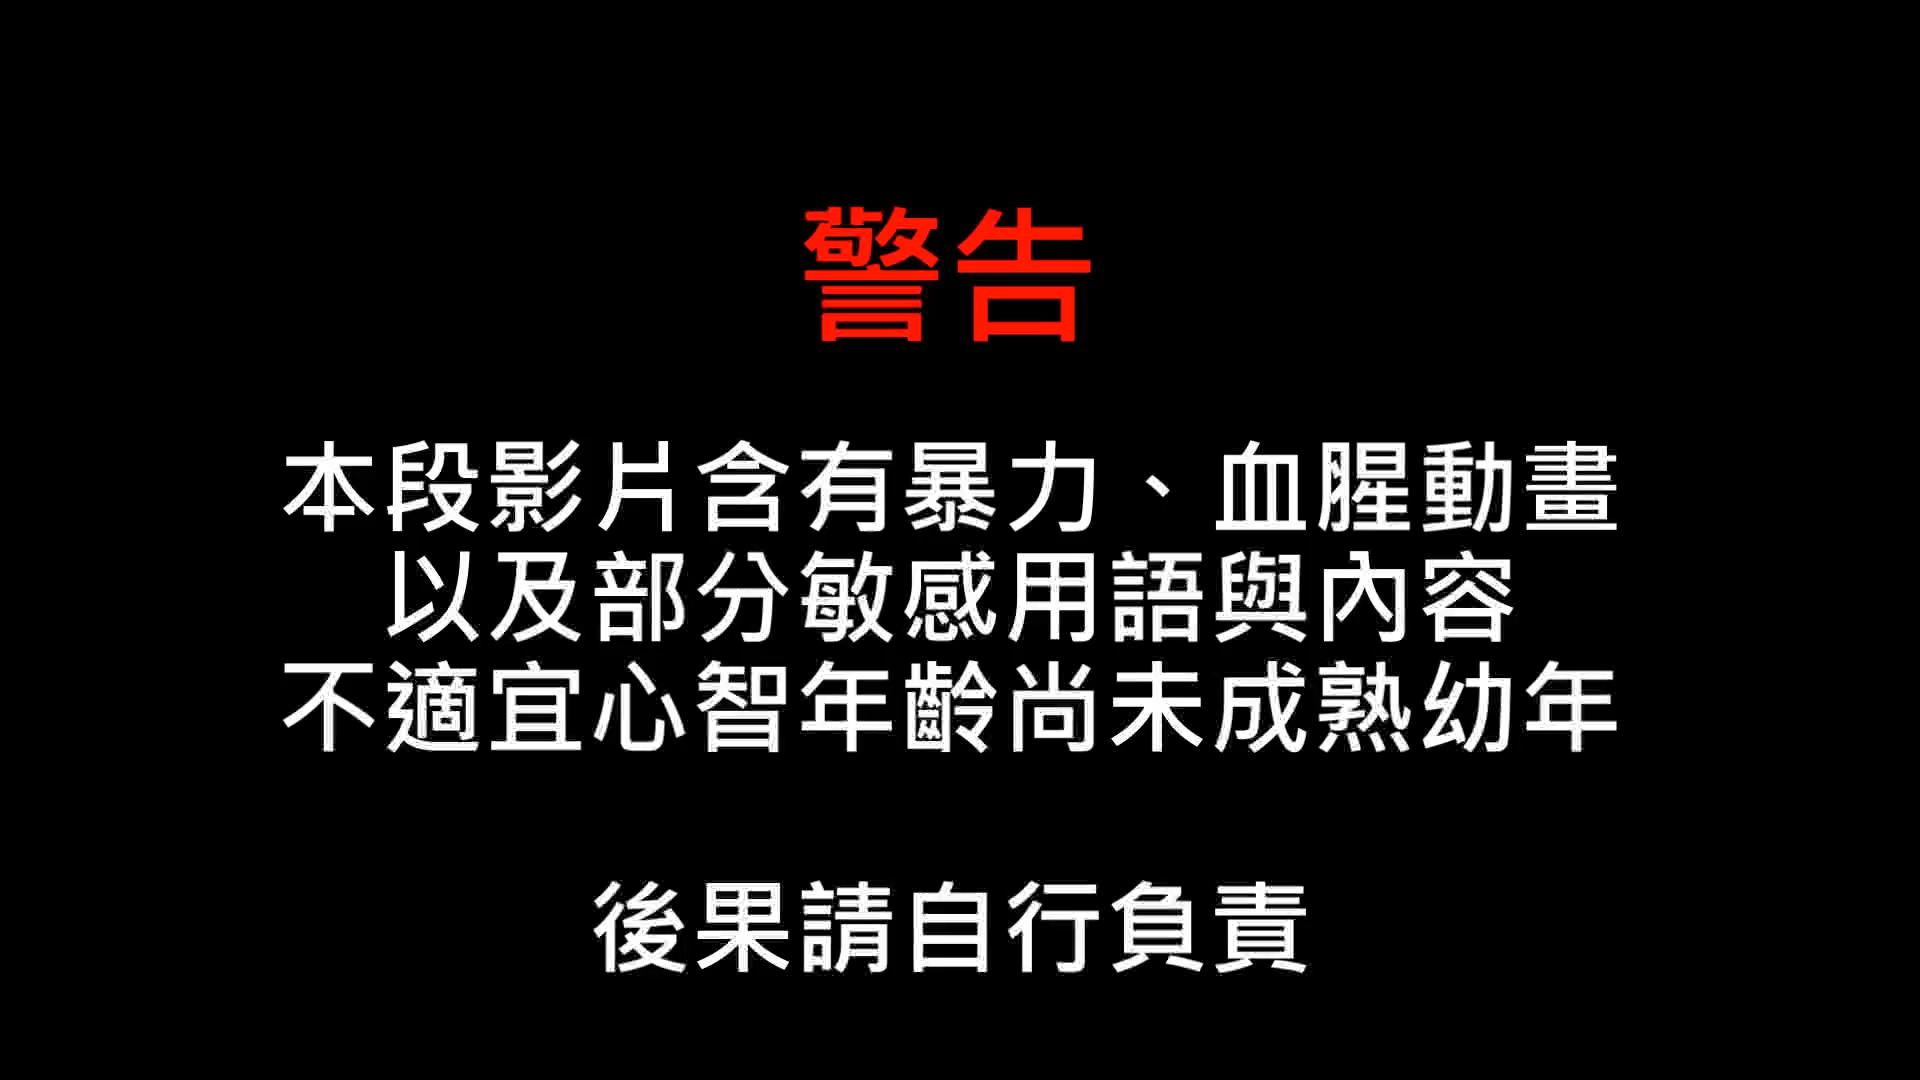 警告
本段影片含有暴力、血腥動畫
以及部分敏感用語與內容
不適宜心智年齡尚未成熟幼年
後果請自行負責